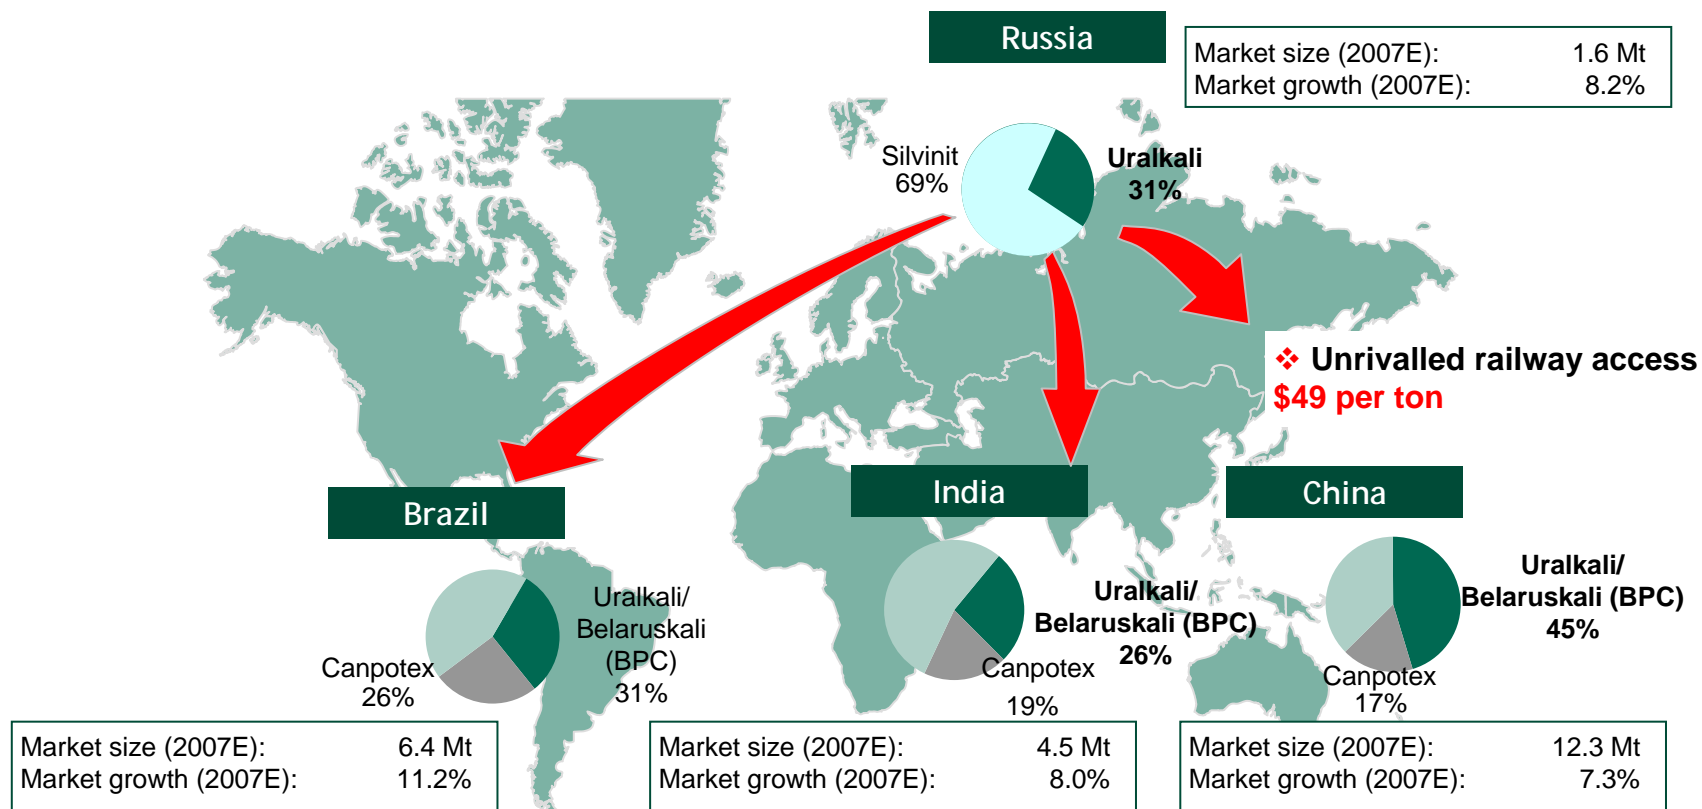 Russia
Market size (2007E): 1.6 Mt
Market growth (2007E): 8.2%
Silvinit
69%
Uralkali
31%
❖ Unrivalled railway access
$49 per ton
Brazil
India
China
Uralkali/
Belaruskali
(BPC)
31%
Canpotex
26%
Uralkali/
Belaruskali (BPC)
26%
Canpotex
19%
Uralkali/
Belaruskali (BPC)
45%
Canpotex
17%
Market size (2007E): 6.4 Mt
Market growth (2007E): 11.2%
Market size (2007E): 4.5 Mt
Market growth (2007E): 8.0%
Market size (2007E): 12.3 Mt
Market growth (2007E): 7.3%